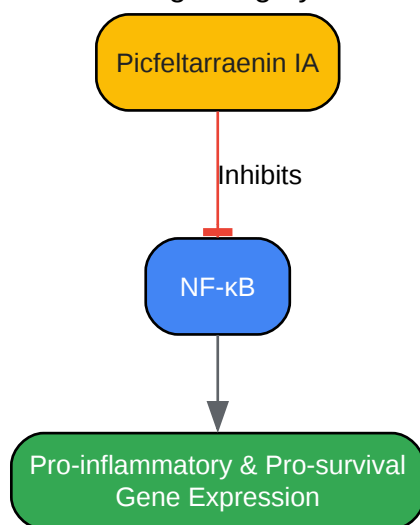 Picfeltarraenin IA
Inhibits
NF-κB
Pro-inflammatory & Pro-survival
Gene Expression